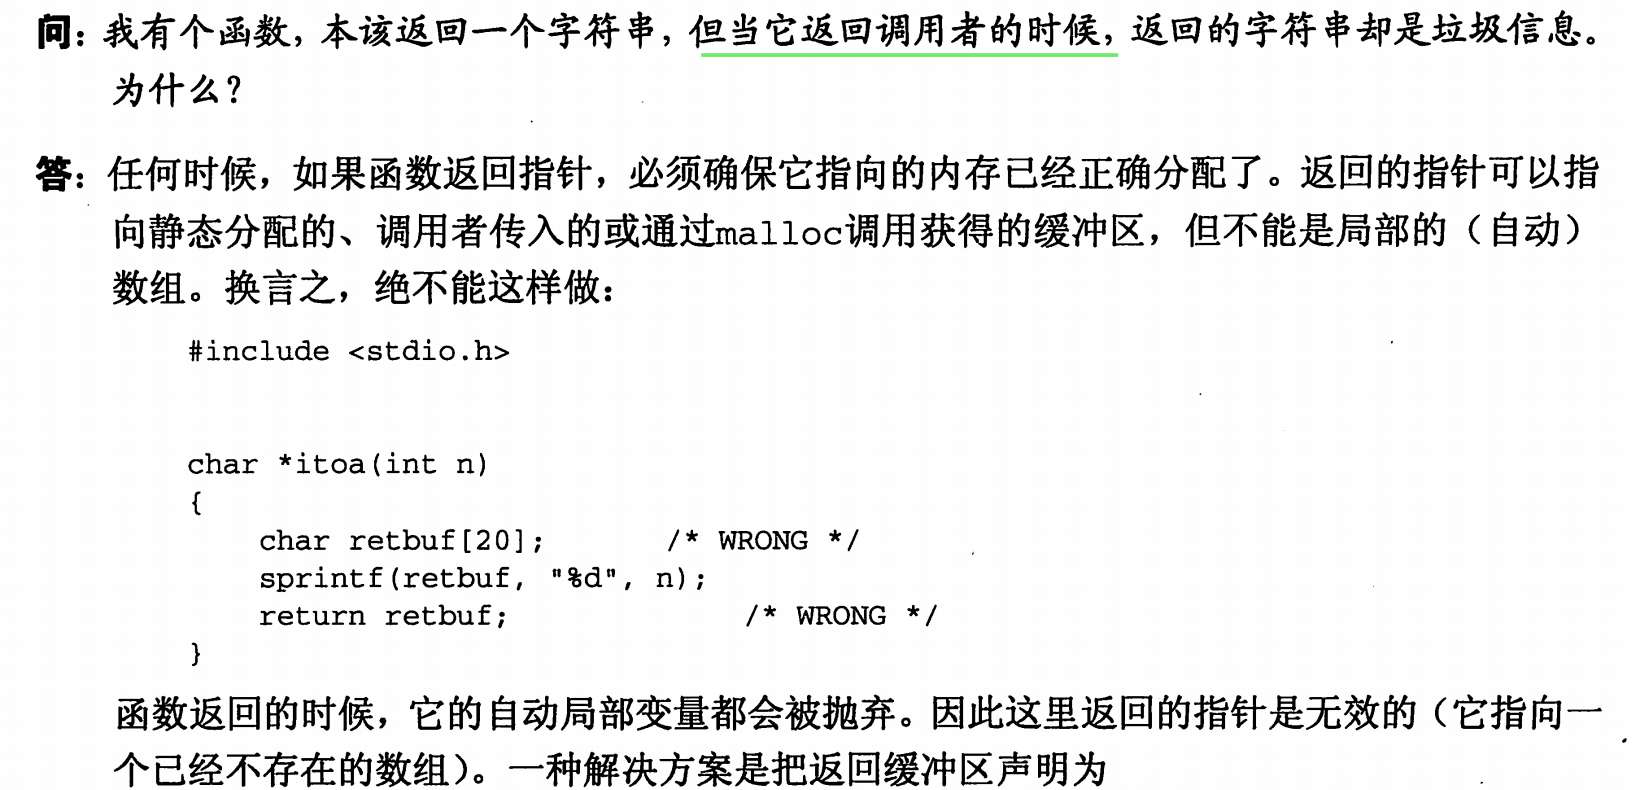 问：我有个函数，本该返回一个字符串，但当它返回调用者的时候，返回的字符串却是垃圾信息。
为什么？
答：任何时候，如果函数返回指针，必须确保它指向的内存已经正确分配了。返回的指针可以指
向静态分配的、调用者传入的或通过malloc调用获得的缓冲区，但不能是局部的（自动）
数组。换言之，绝不能这样做：
#include <stdio.h>
char *itoa(int n)
{
    char retbuf[20];       /* WRONG */
    sprintf(retbuf, "%d", n);
    return retbuf;             /* WRONG */
}
函数返回的时候，它的自动局部变量都会被抛弃。因此这里返回的指针是无效的（它指向一
个已经不存在的数组）。一种解决方案是把返回缓冲区声明为